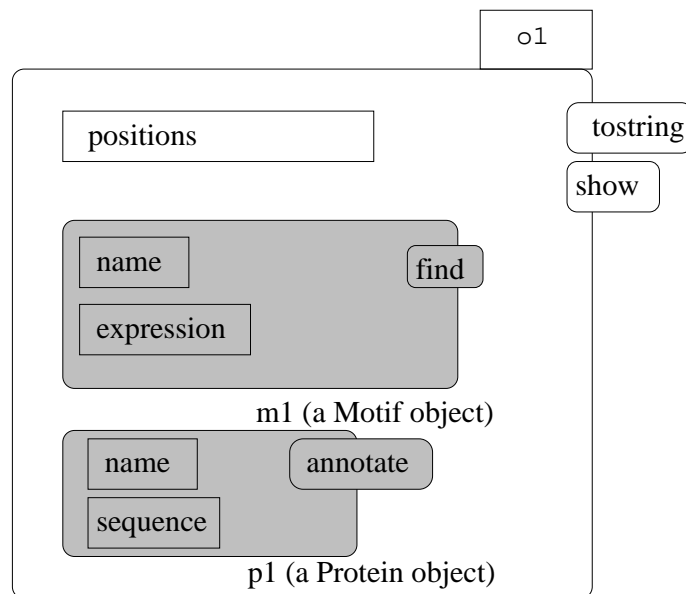 o1
positions
tostring
show
name
find
expression
m1 (a Motif object)
name
annotate
sequence
p1 (a Protein object)